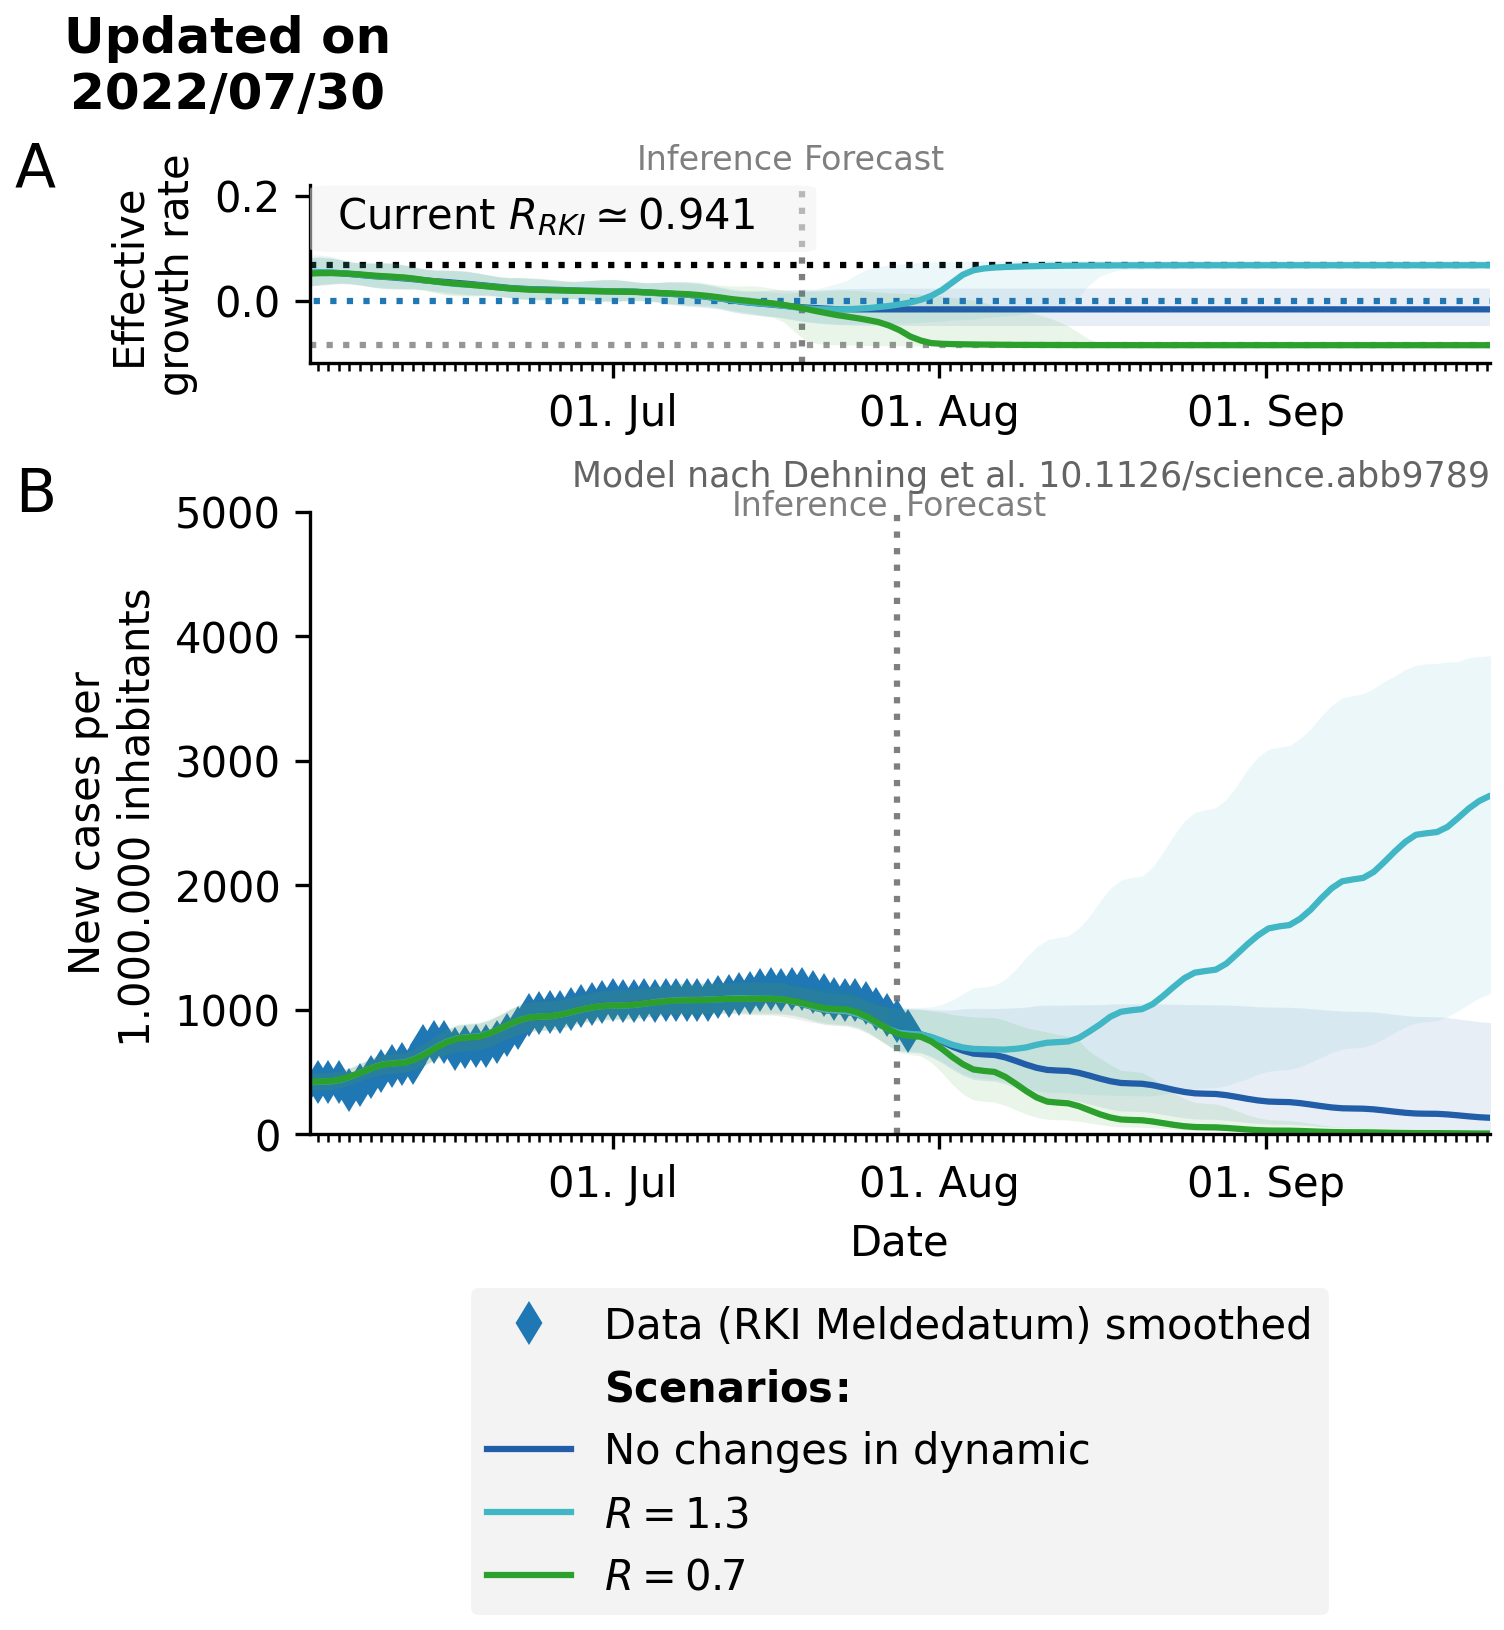 Updated on
2022/07/30
A
Inference Forecast
Effective
growth rate
0.2
0.0
Current R_RKI ≃ 0.941
01. Jul 01. Aug 01. Sep
B
Model nach Dehning et al. 10.1126/science.abb9789
Inference Forecast
New cases per
1.000.000 inhabitants
5000
4000
3000
2000
1000
0
01. Jul 01. Aug 01. Sep
Date
Data (RKI Meldedatum) smoothed
Scenarios:
No changes in dynamic
R = 1.3
R = 0.7